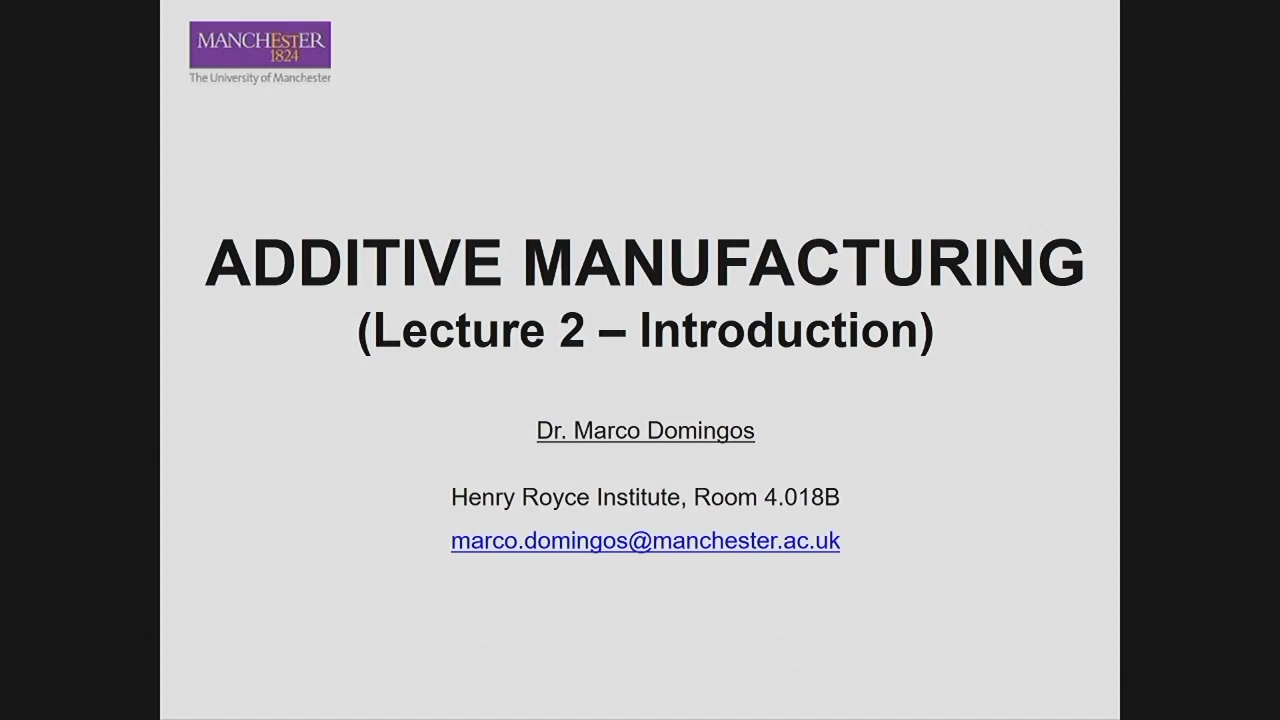 MANCHESTER
1824
The University of Manchester
ADDITIVE MANUFACTURING
(Lecture 2 – Introduction)
Dr. Marco Domingos
Henry Royce Institute, Room 4.018B
marco.domingos@manchester.ac.uk